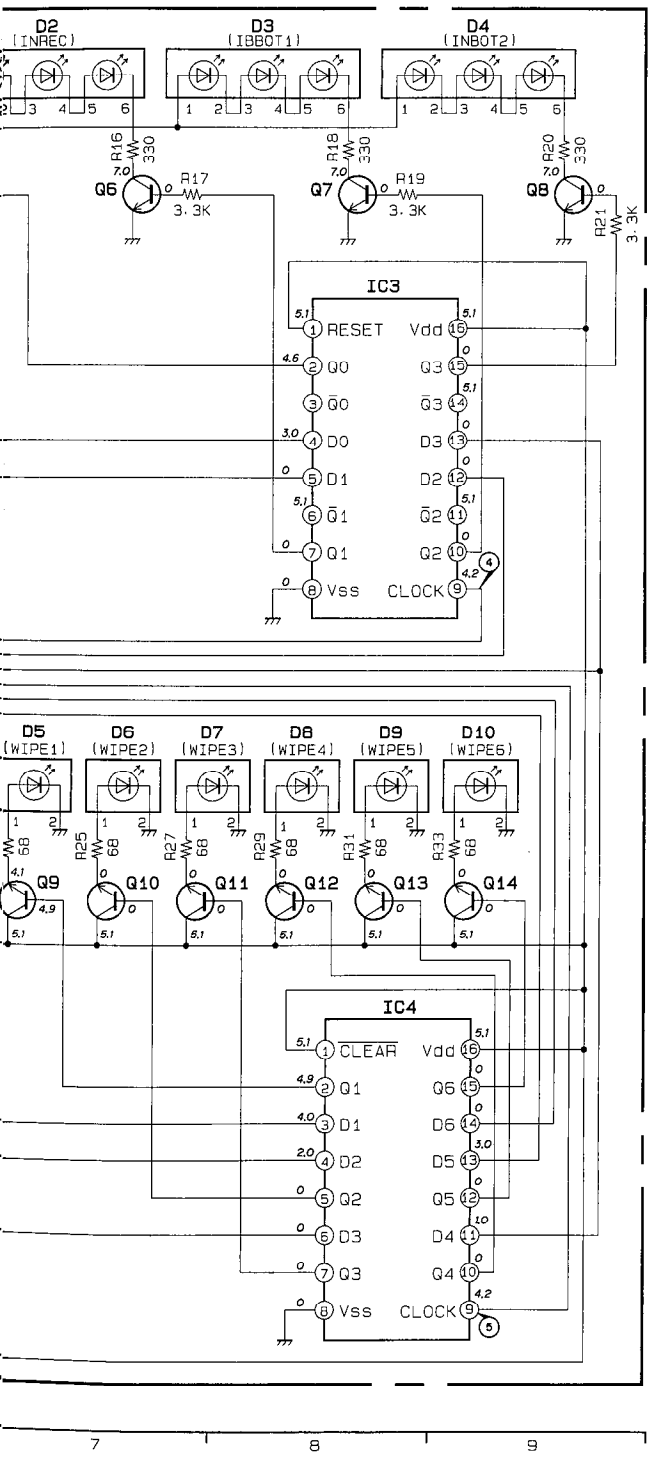 D2 D3 D4
(INREC) (IBBOT1) (INBOT2)
2 3 4 5 6 1 2 3 4 5 6 1 2 3 4 5 6
R16 330 R18 330 R20 330
7.0 7.0 7.0
Q6 0 R17 Q7 0 R19 Q8 0
3.3K 3.3K R21 3.3K
IC3
5.1 1 RESET Vdd 16 5.1
4.6 2 Q0 Q3 15 0
3 Q̅0 Q̅3 14 5.1
3.0 4 D0 D3 13 0
0 5 D1 D2 12 0
5.1 6 Q̅1 Q̅2 11 5.1
0 7 Q1 Q2 10 0
4
0 8 Vss CLOCK 9 4.2
D5 D6 D7 D8 D9 D10
(WIPE1) (WIPE2) (WIPE3) (WIPE4) (WIPE5) (WIPE6)
1 2 1 2 1 2 1 2 1 2 1 2
68 R25 68 R27 68 R29 68 R31 68 R33 68
4.1 0 0 0 0 0
Q9 Q10 Q11 Q12 Q13 Q14
4.9 0 0 0 0 0
5.1 5.1 5.1 5.1 5.1 5.1
IC4
5.1 1 C̅L̅E̅A̅R̅ Vdd 16 5.1
4.9 2 Q1 Q6 15 0
4.0 3 D1 D6 14 0
2.0 4 D2 D5 13 3.0
0 5 Q2 Q5 12 0
0 6 D3 D4 11 1.0
0 7 Q3 Q4 10 0
0 8 Vss CLOCK 9 4.2
5
7 8 9